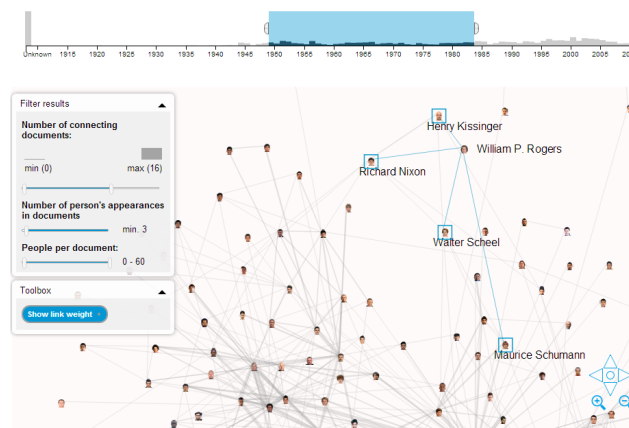 Unknown 1915 1920 1925 1930 1935 1940 1945 1950 1955 1960 1965 1970 1975 1980 1985 1990 1995 2000 2005
Filter results
Number of connecting
documents:
min (0) max (16)
Number of person's appearances
in documents
min. 3
People per document:
0 - 60
Toolbox
Show link weight
Henry Kissinger
William P. Rogers
Richard Nixon
Walter Scheel
Maurice Schumann